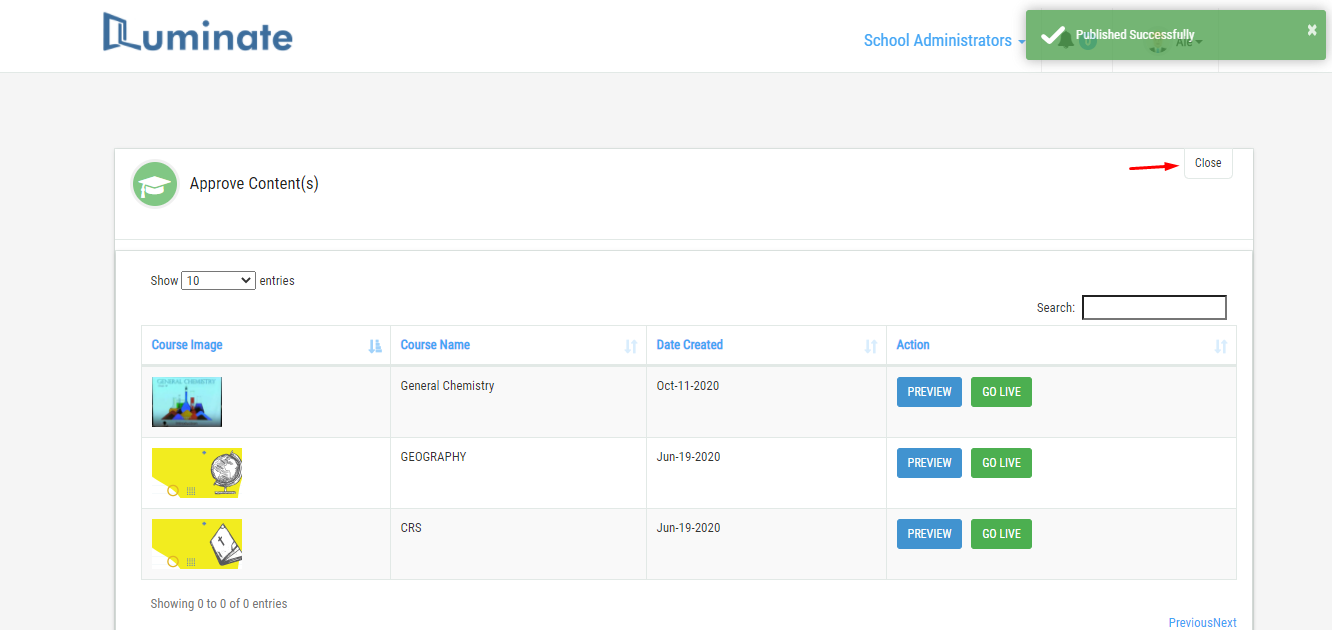 Luminate
School Administrators
Published Successfully
×
Ale
Close
Approve Content(s)
Show 10 entries
Search:
Course Image Course Name Date Created Action
GENERAL CHEMISTRY
General Chemistry Oct-11-2020 PREVIEW GO LIVE
GEOGRAPHY Jun-19-2020 PREVIEW GO LIVE
CRS Jun-19-2020 PREVIEW GO LIVE
Showing 0 to 0 of 0 entries
PreviousNext